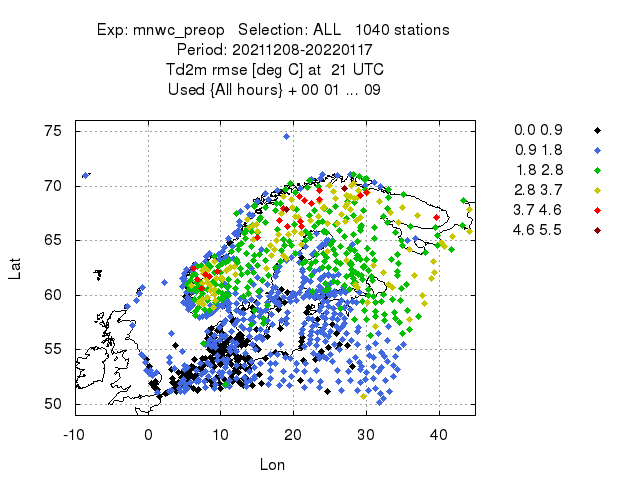 Exp: mnwc_preop Selection: ALL 1040 stations
Period: 20211208-20220117
Td2m rmse [deg C] at 21 UTC
Used {All hours} + 00 01 ... 09
0.0 0.9
0.9 1.8
1.8 2.8
2.8 3.7
3.7 4.6
4.6 5.5
75
70
65
60
55
50
Lat
-10 0 10 20 30 40
Lon